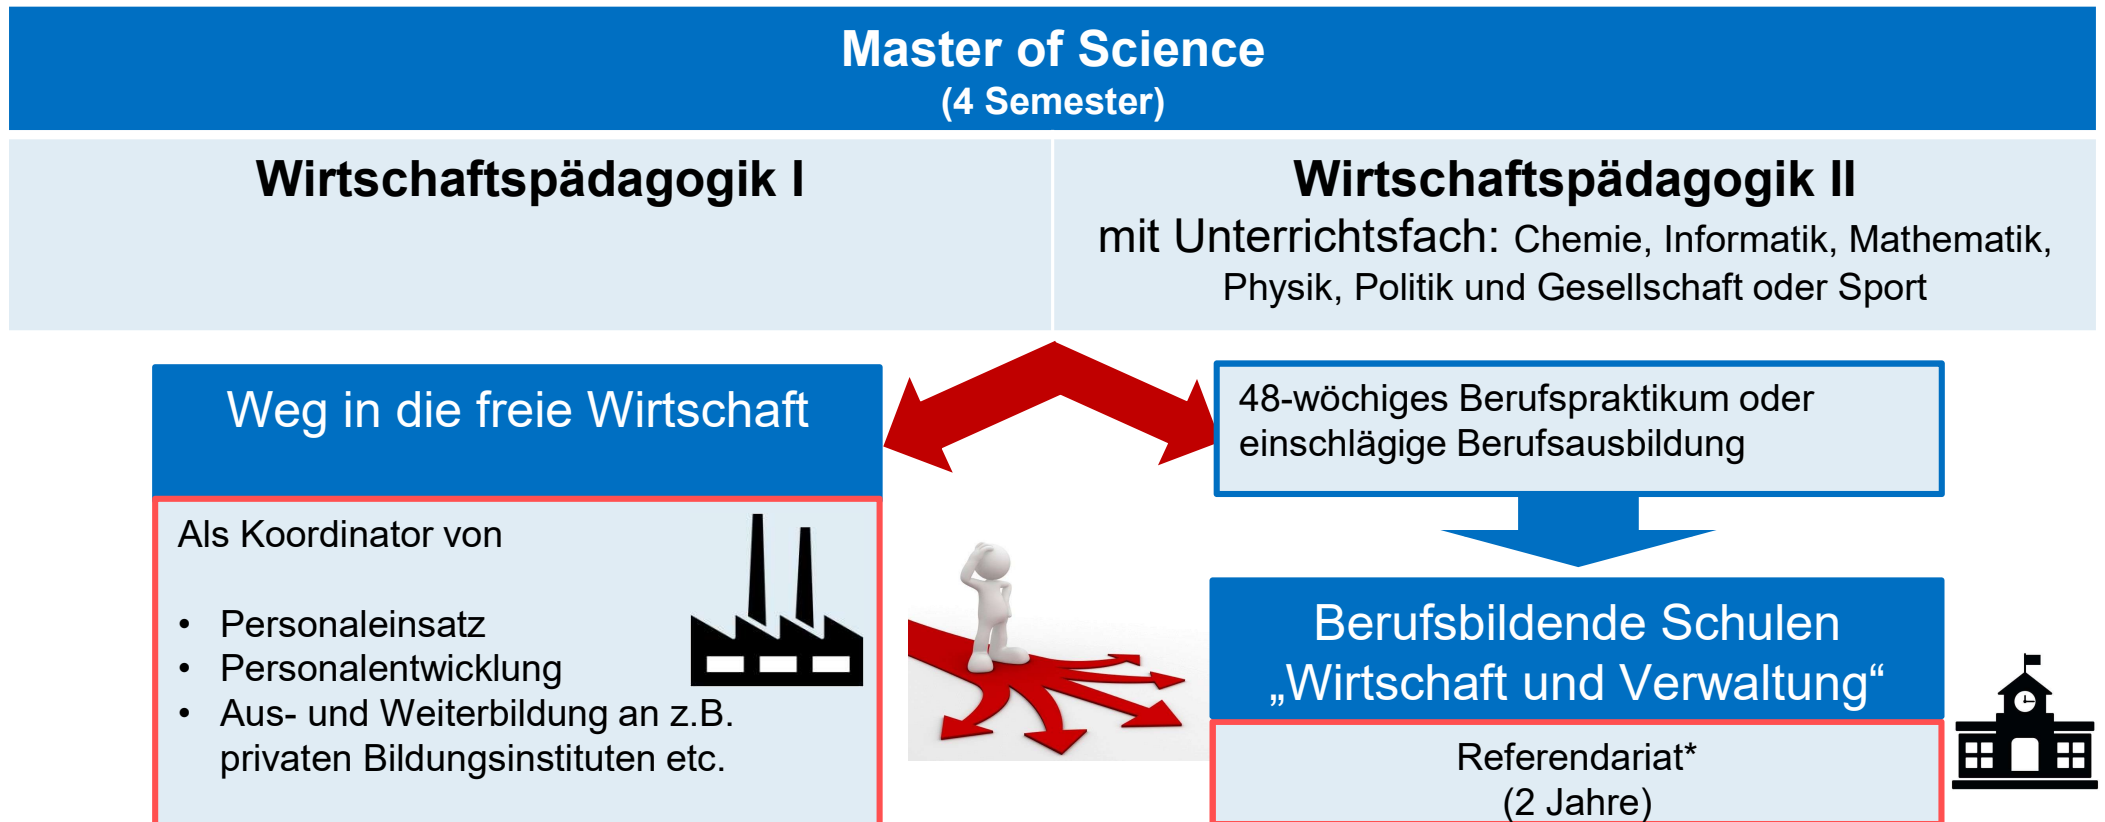 Master of Science
(4 Semester)
Wirtschaftspädagogik I
Wirtschaftspädagogik II
mit Unterrichtsfach: Chemie, Informatik, Mathematik,
Physik, Politik und Gesellschaft oder Sport
Weg in die freie Wirtschaft
Als Koordinator von
• Personaleinsatz
• Personalentwicklung
• Aus- und Weiterbildung an z.B.
privaten Bildungsinstituten etc.
48-wöchiges Berufspraktikum oder
einschlägige Berufsausbildung
Berufsbildende Schulen
„Wirtschaft und Verwaltung“
Referendariat*
(2 Jahre)